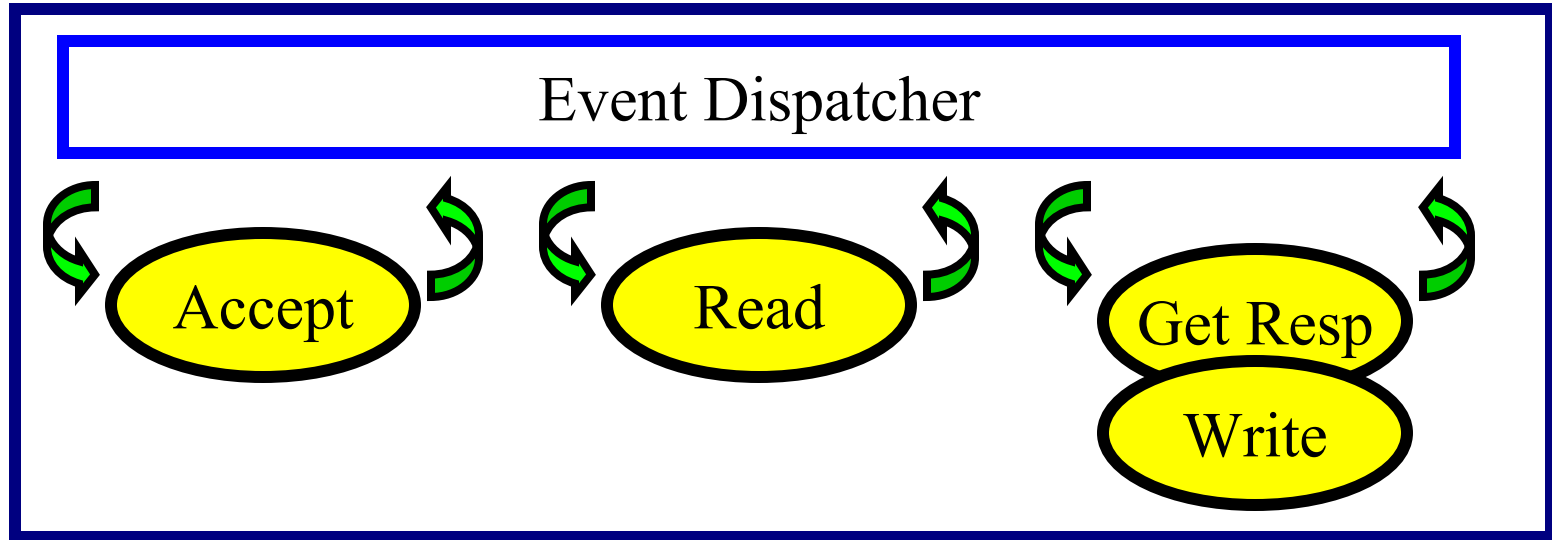 Event Dispatcher
Accept
Read
Get Resp
Write